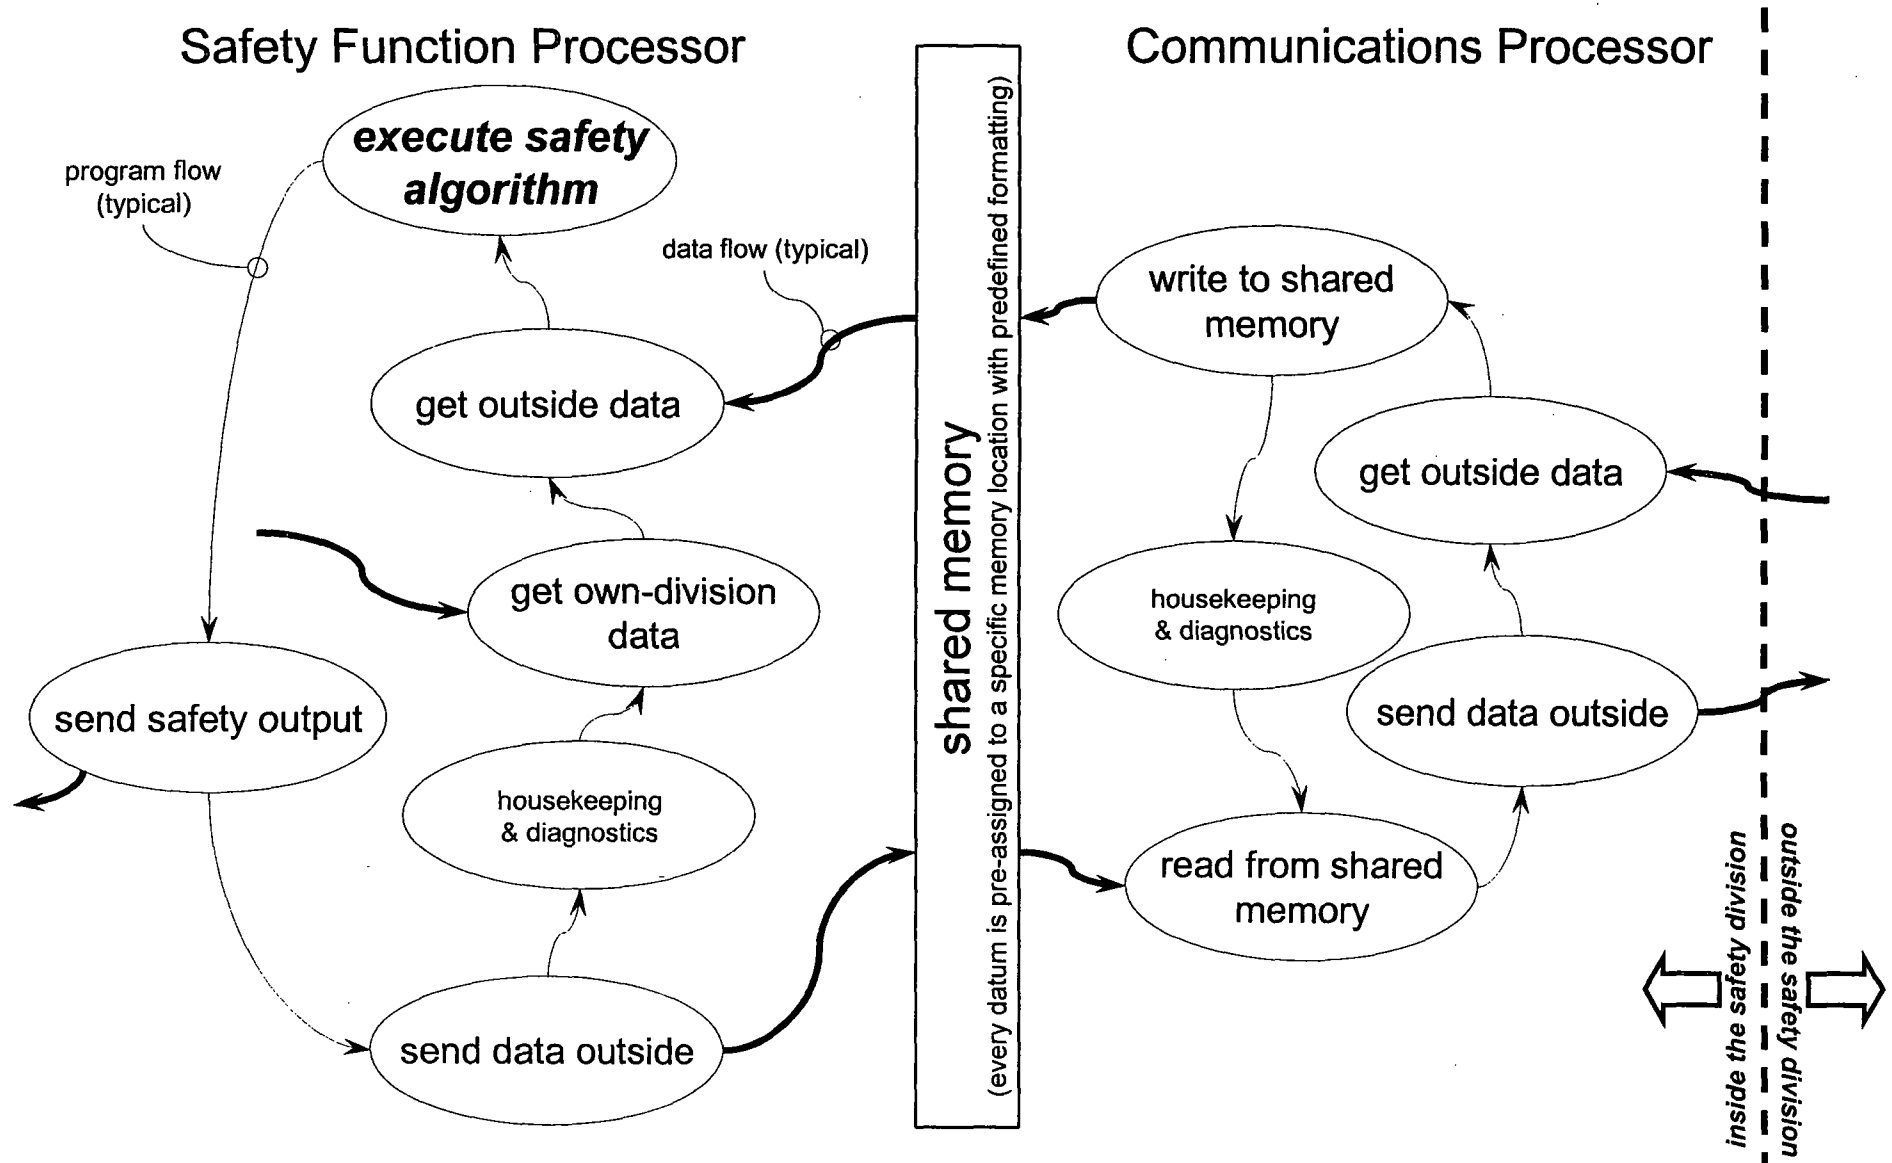 Safety Function Processor
Communications Processor
execute safety
algorithm
program flow
(typical)
data flow (typical)
write to shared
memory
get outside data
get outside data
shared memory
(every datum is pre-assigned to a specific memory location with predefined formatting)
get own-division
data
housekeeping
& diagnostics
send safety output
send data outside
housekeeping
& diagnostics
read from shared
memory
send data outside
inside the safety division
outside the safety division